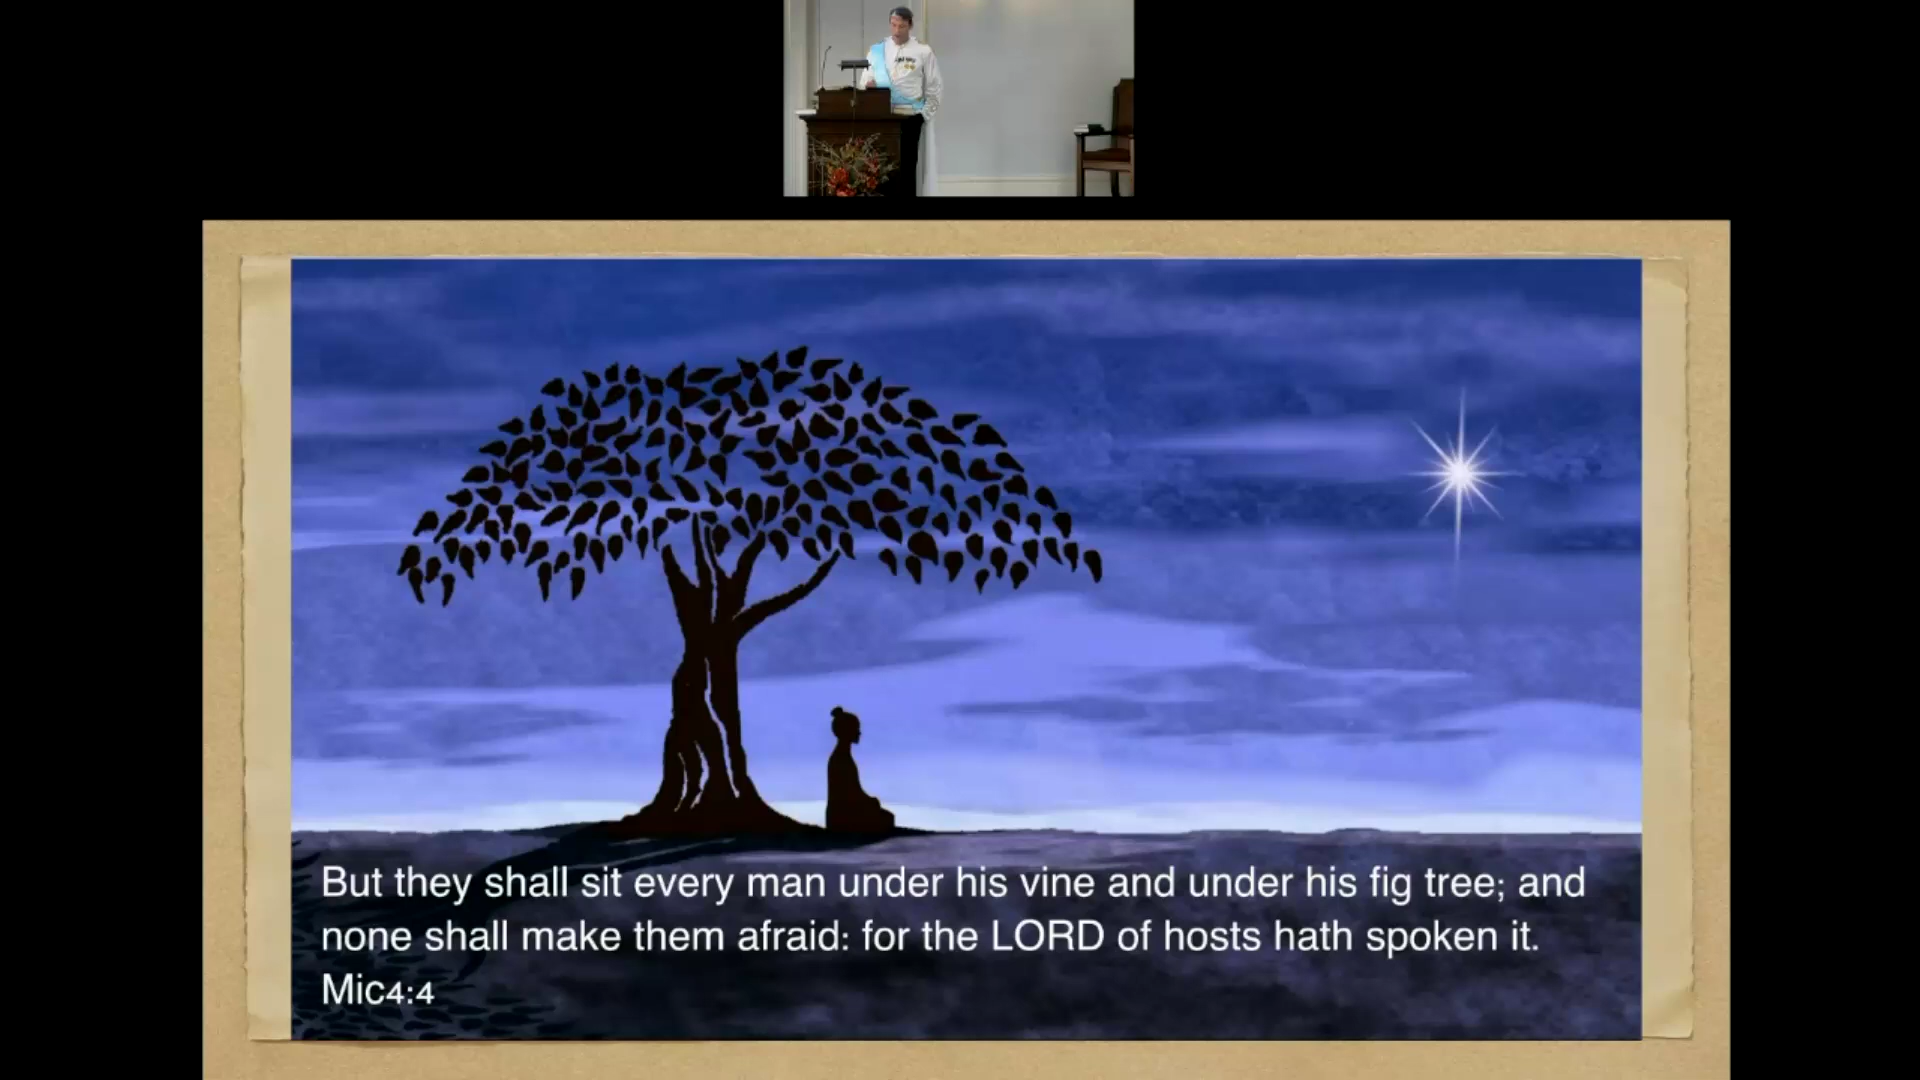 But they shall sit every man under his vine and under his fig tree; and
none shall make them afraid: for the LORD of hosts hath spoken it.
Mic4:4